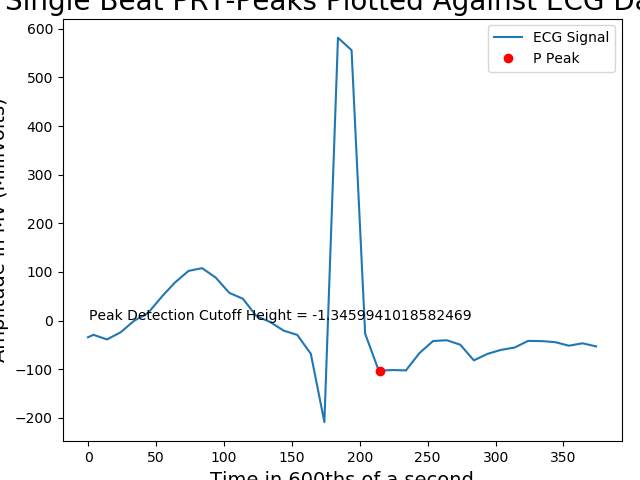 Single Beat PRT-Peaks Plotted Against ECG
Amplitude in MV (Millivolts)
600
500
400
300
200
100
0
−100
−200
ECG Signal
P Peak
Peak Detection Cutoff Height = -1.3459941018582469
0
50
100
150
200
250
300
350
Time in 600ths of a second